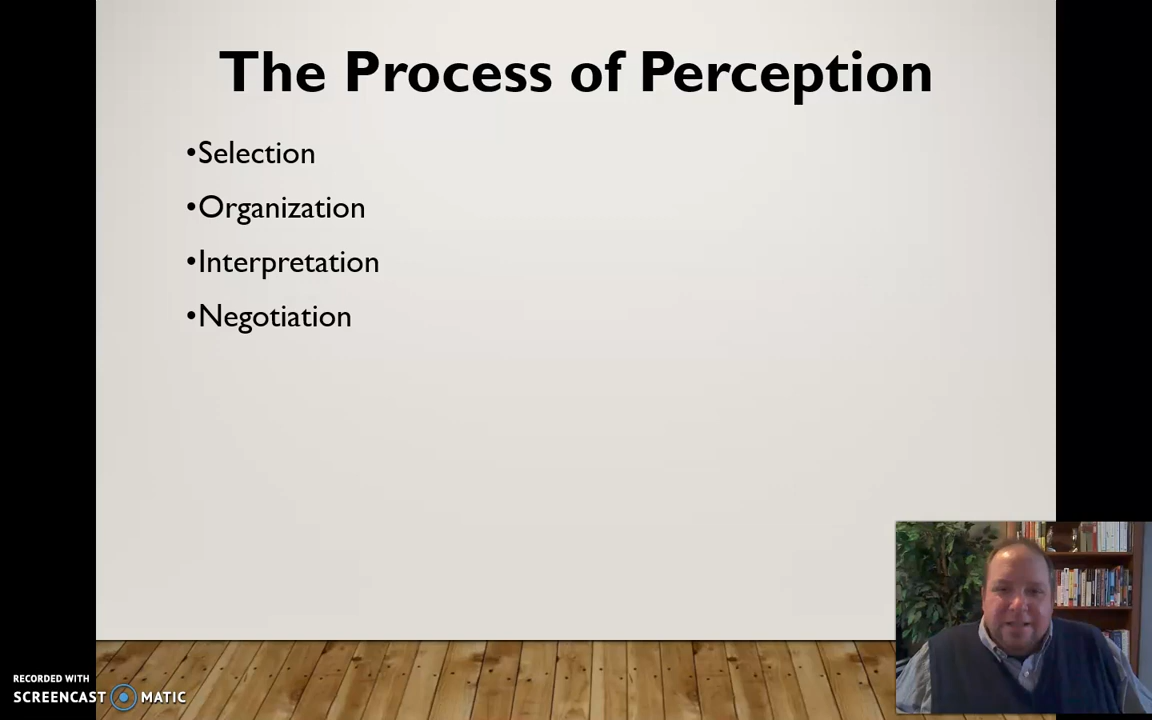 The Process of Perception
•Selection
•Organization
•Interpretation
•Negotiation
RECORDED WITH
SCREENCAST MATIC